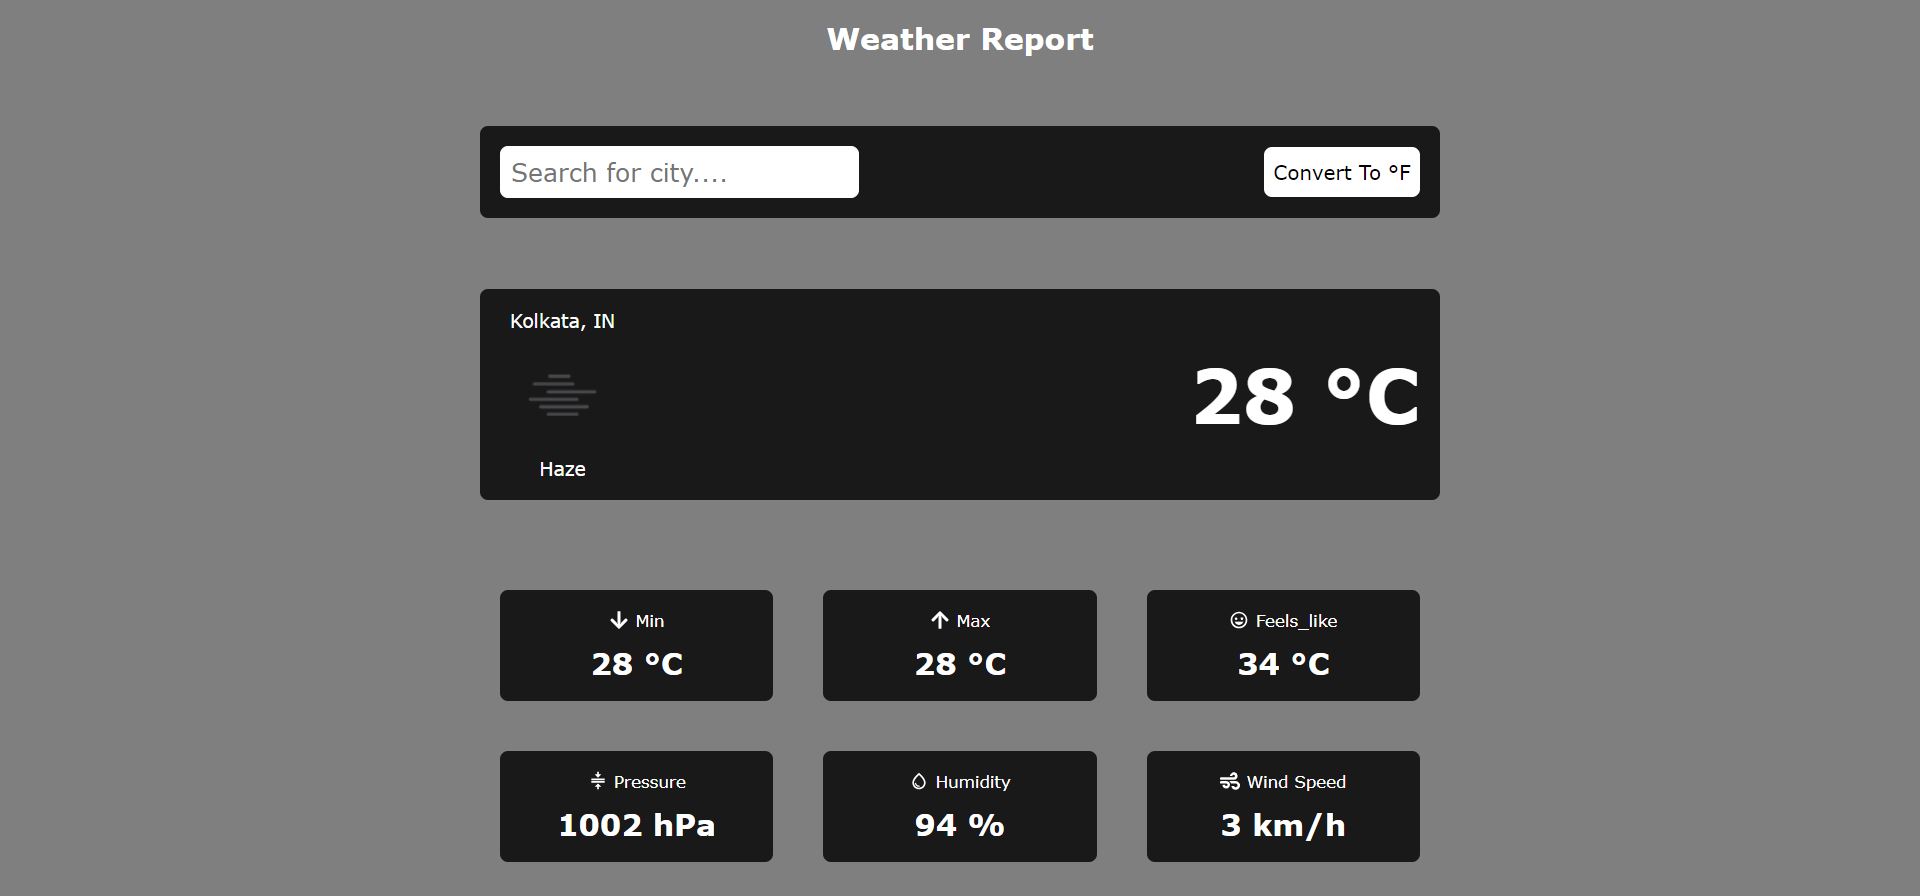 Weather Report
Search for city....
Convert To °F
Kolkata, IN
28 °C
Haze
Min
28 °C
Max
28 °C
Feels_like
34 °C
Pressure
1002 hPa
Humidity
94 %
Wind Speed
3 km/h